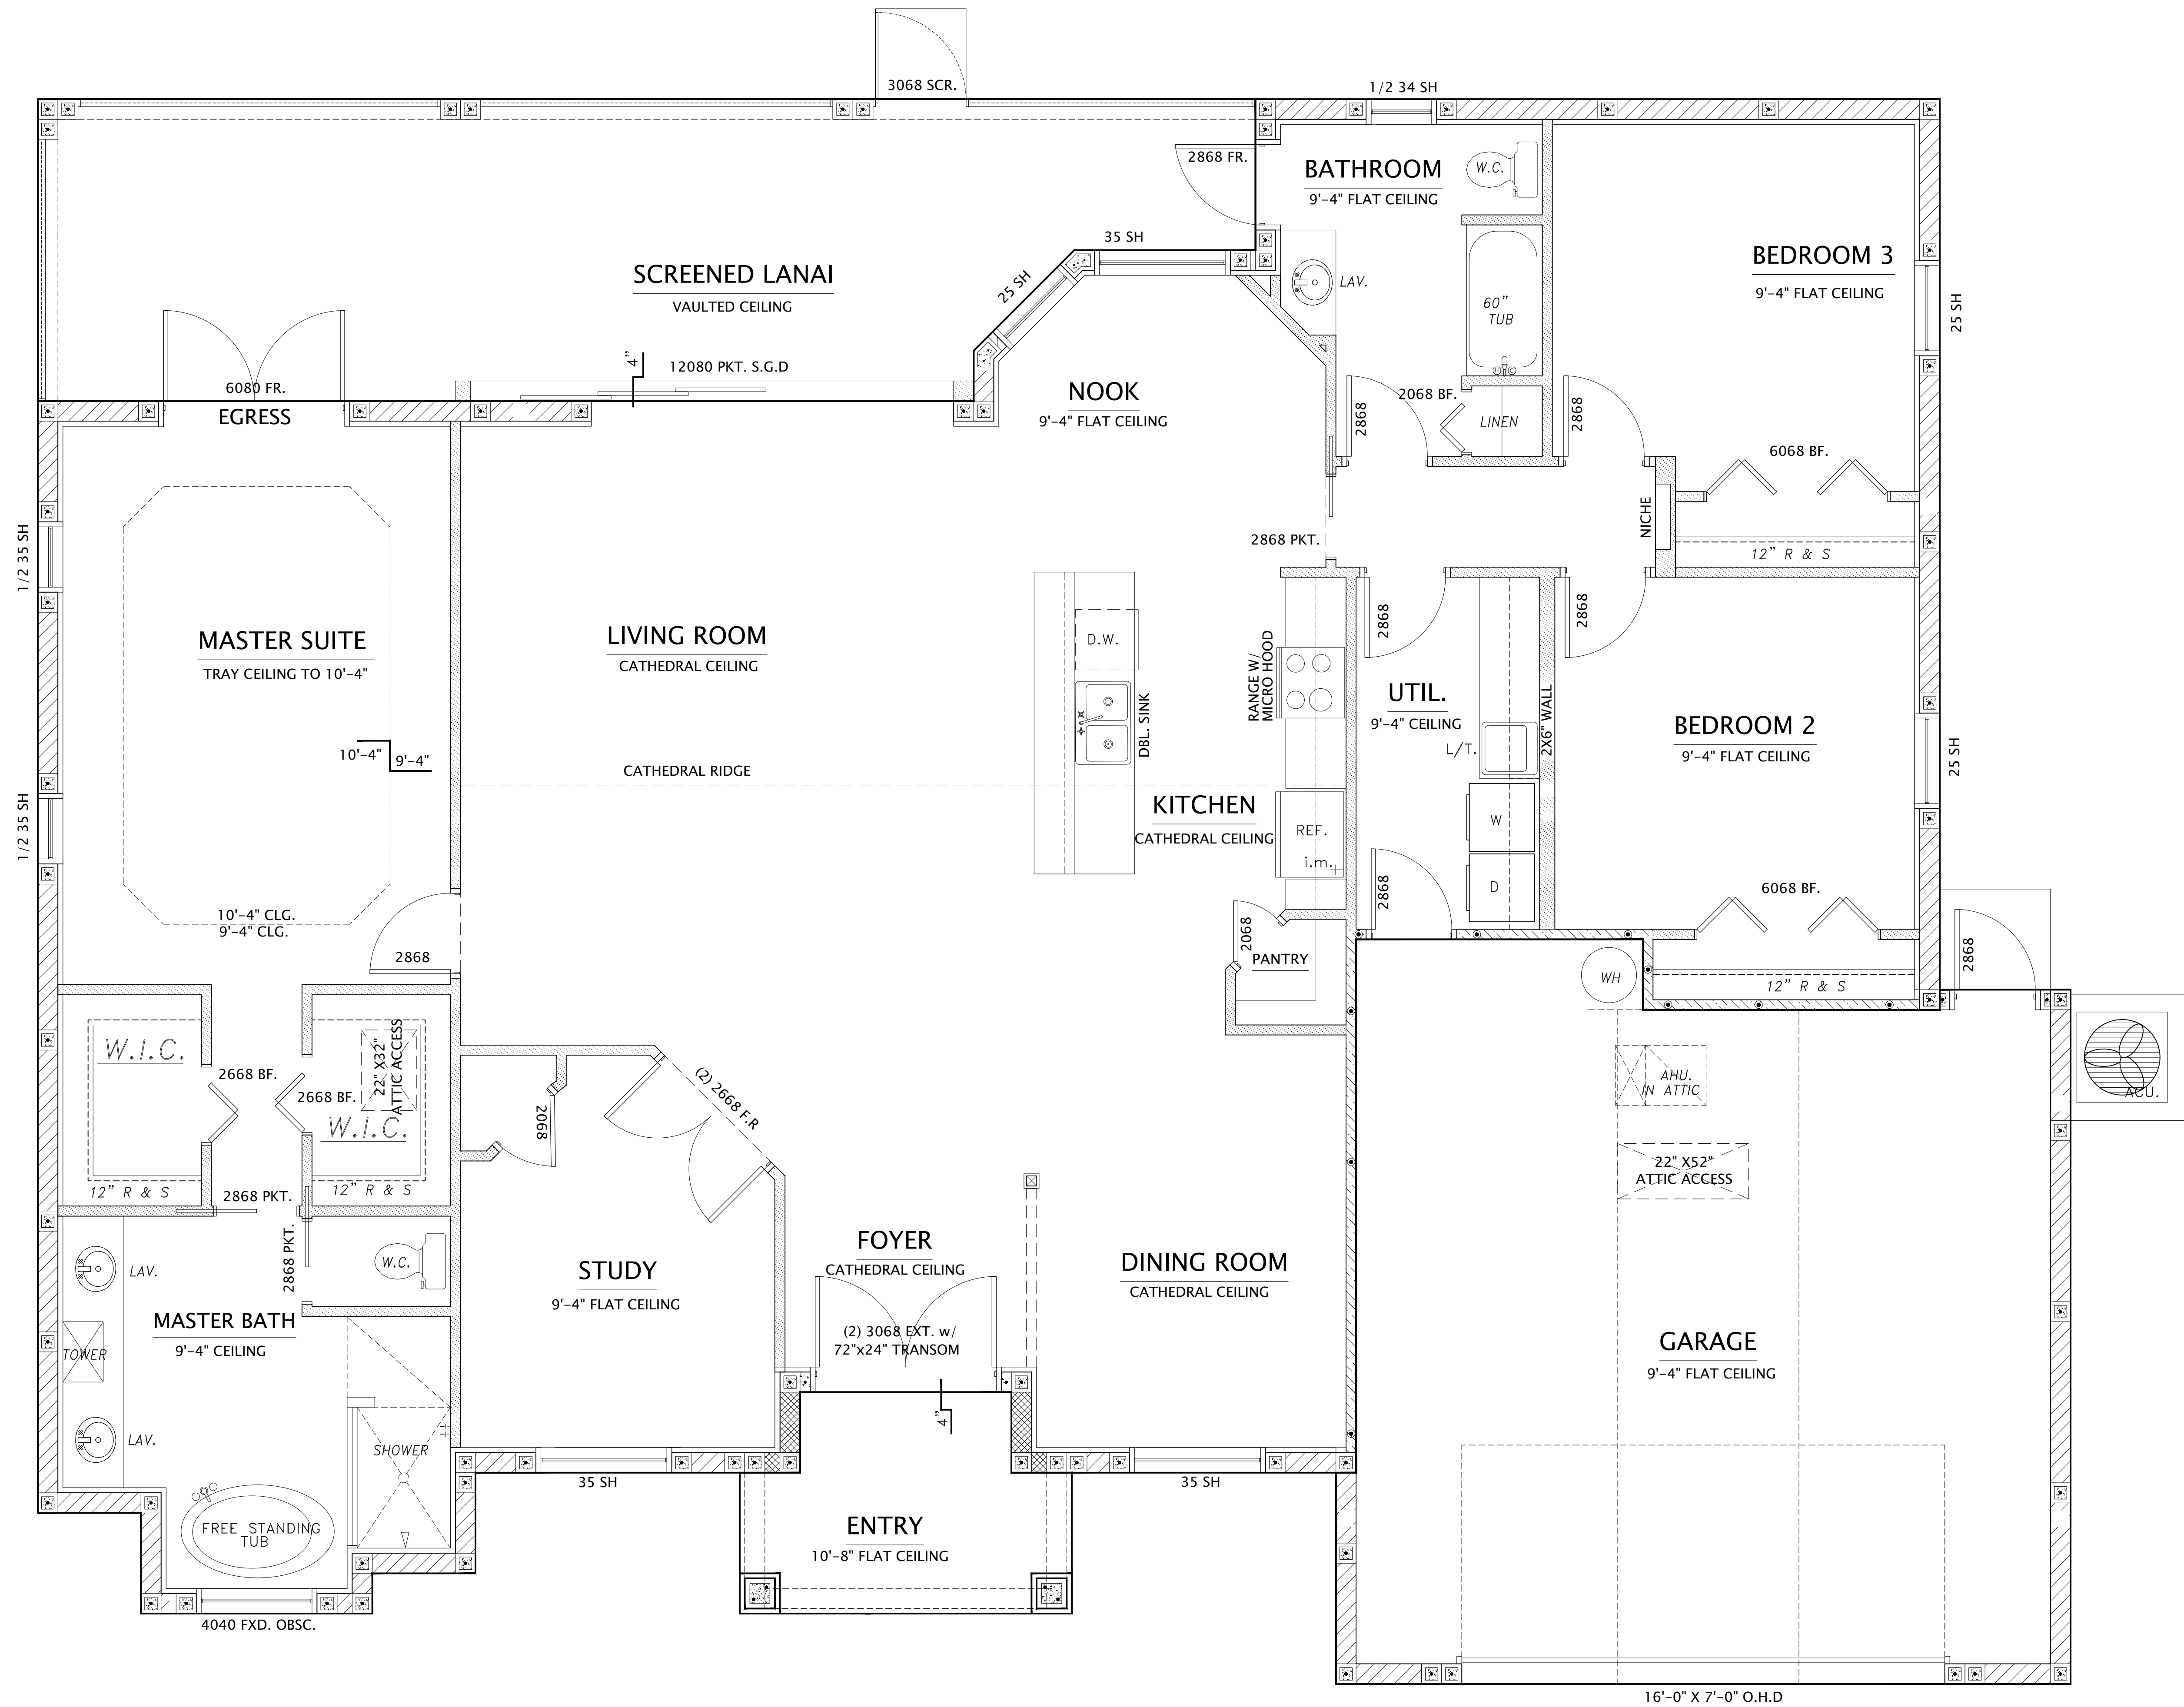 3068 SCR.
1/2 34 SH
2868 FR.
BATHROOM
9'-4" FLAT CEILING
W.C.
35 SH
25 SH
SCREENED LANAI
VAULTED CEILING
LAV.
60"
TUB
BEDROOM 3
9'-4" FLAT CEILING
25 SH
4"
12080 PKT. S.G.D
6080 FR.
EGRESS
NOOK
9'-4" FLAT CEILING
2868
2068 BF.
LINEN
2868
6068 BF.
NICHE
12" R & S
2868 PKT.
1/2 35 SH
MASTER SUITE
TRAY CEILING TO 10'-4"
10'-4"
9'-4"
1/2 35 SH
10'-4" CLG.
9'-4" CLG.
2868
LIVING ROOM
CATHEDRAL CEILING
CATHEDRAL RIDGE
D.W.
DBL. SINK
RANGE W/
MICRO HOOD
KITCHEN
CATHEDRAL CEILING
REF.
i.m.
2868
UTIL.
9'-4" CEILING
L/T.
2X6" WALL
W
D
2868
2868
BEDROOM 2
9'-4" FLAT CEILING
25 SH
6068 BF.
12" R & S
2868
2068
PANTRY
WH
W.I.C.
12" R & S
2668 BF.
2668 BF.
22" X32"
ATTIC ACCESS
W.I.C.
12" R & S
2868 PKT.
2868 PKT.
W.C.
LAV.
MASTER BATH
9'-4" CEILING
TOWER
LAV.
SHOWER
FREE STANDING
TUB
4040 FXD. OBSC.
2068
(2) 2668 F.R
STUDY
9'-4" FLAT CEILING
35 SH
FOYER
CATHEDRAL CEILING
(2) 3068 EXT. w/
72"x24" TRANSOM
4"
ENTRY
10'-8" FLAT CEILING
DINING ROOM
CATHEDRAL CEILING
35 SH
AHU.
IN ATTIC
22" X52"
ATTIC ACCESS
ACU.
GARAGE
9'-4" FLAT CEILING
16'-0" X 7'-0" O.H.D